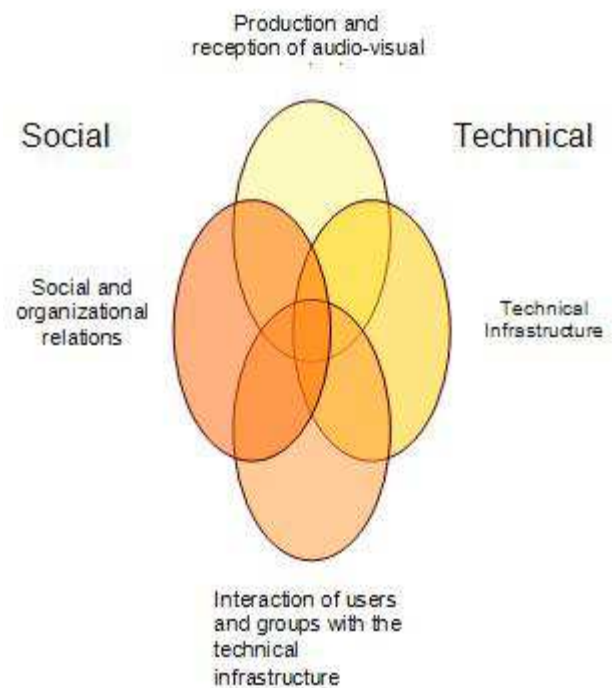 Production and
reception of audio-visual
Social
Technical
Social and
organizational
relations
Technical
Infrastructure
Interaction of users
and groups with the
technical
infrastructure